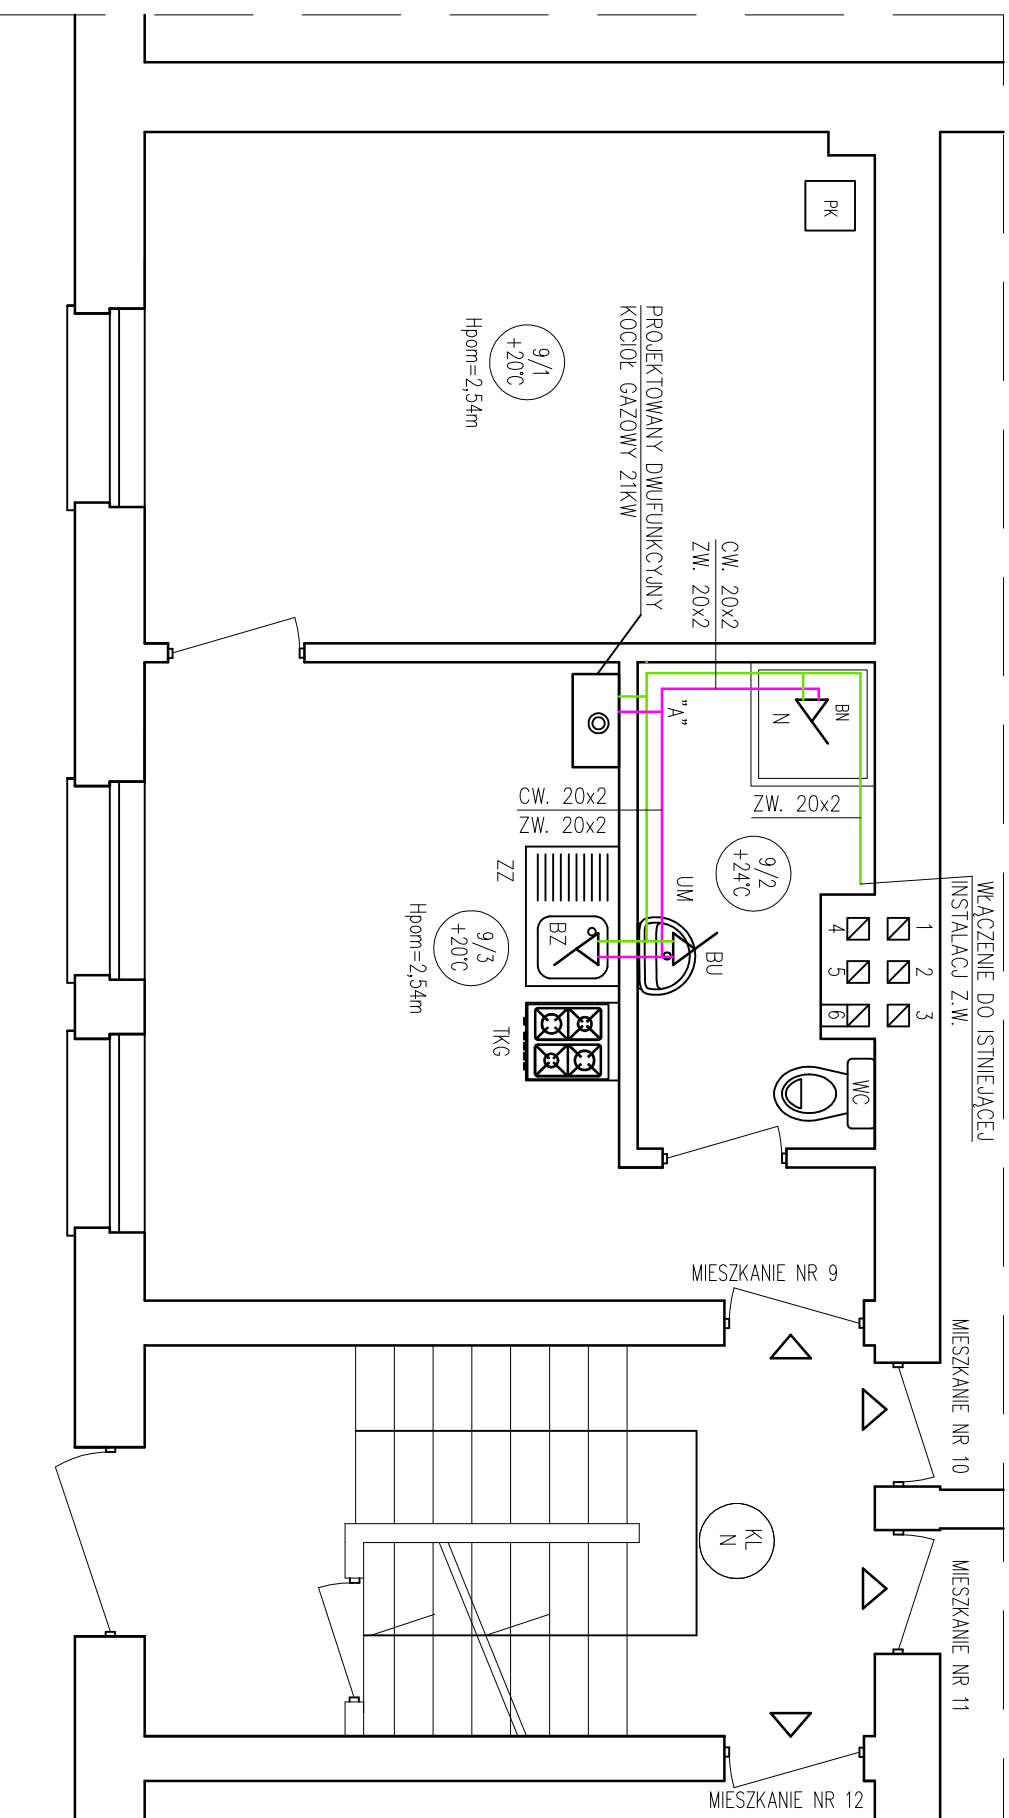 PK
9/1
+20°C
Hpom=2,54m
PROJEKTOWANY DWUFUNKCYJNY
KOCIOŁ GAZOWY 21KW
CW. 20x2
ZW. 20x2
"A"
BN
N
ZW. 20x2
CW. 20x2
ZW. 20x2
9/2
+24°C
WŁĄCZENIE DO ISTNIEJĄCEJ
INSTALACJ Z.W.
1
2
3
4
5
6
UM
BU
ZZ
BZ
9/3
+20°C
Hpom=2,54m
TKG
WC
MIESZKANIE NR 9
MIESZKANIE NR 10
KL
N
MIESZKANIE NR 11
MIESZKANIE NR 12